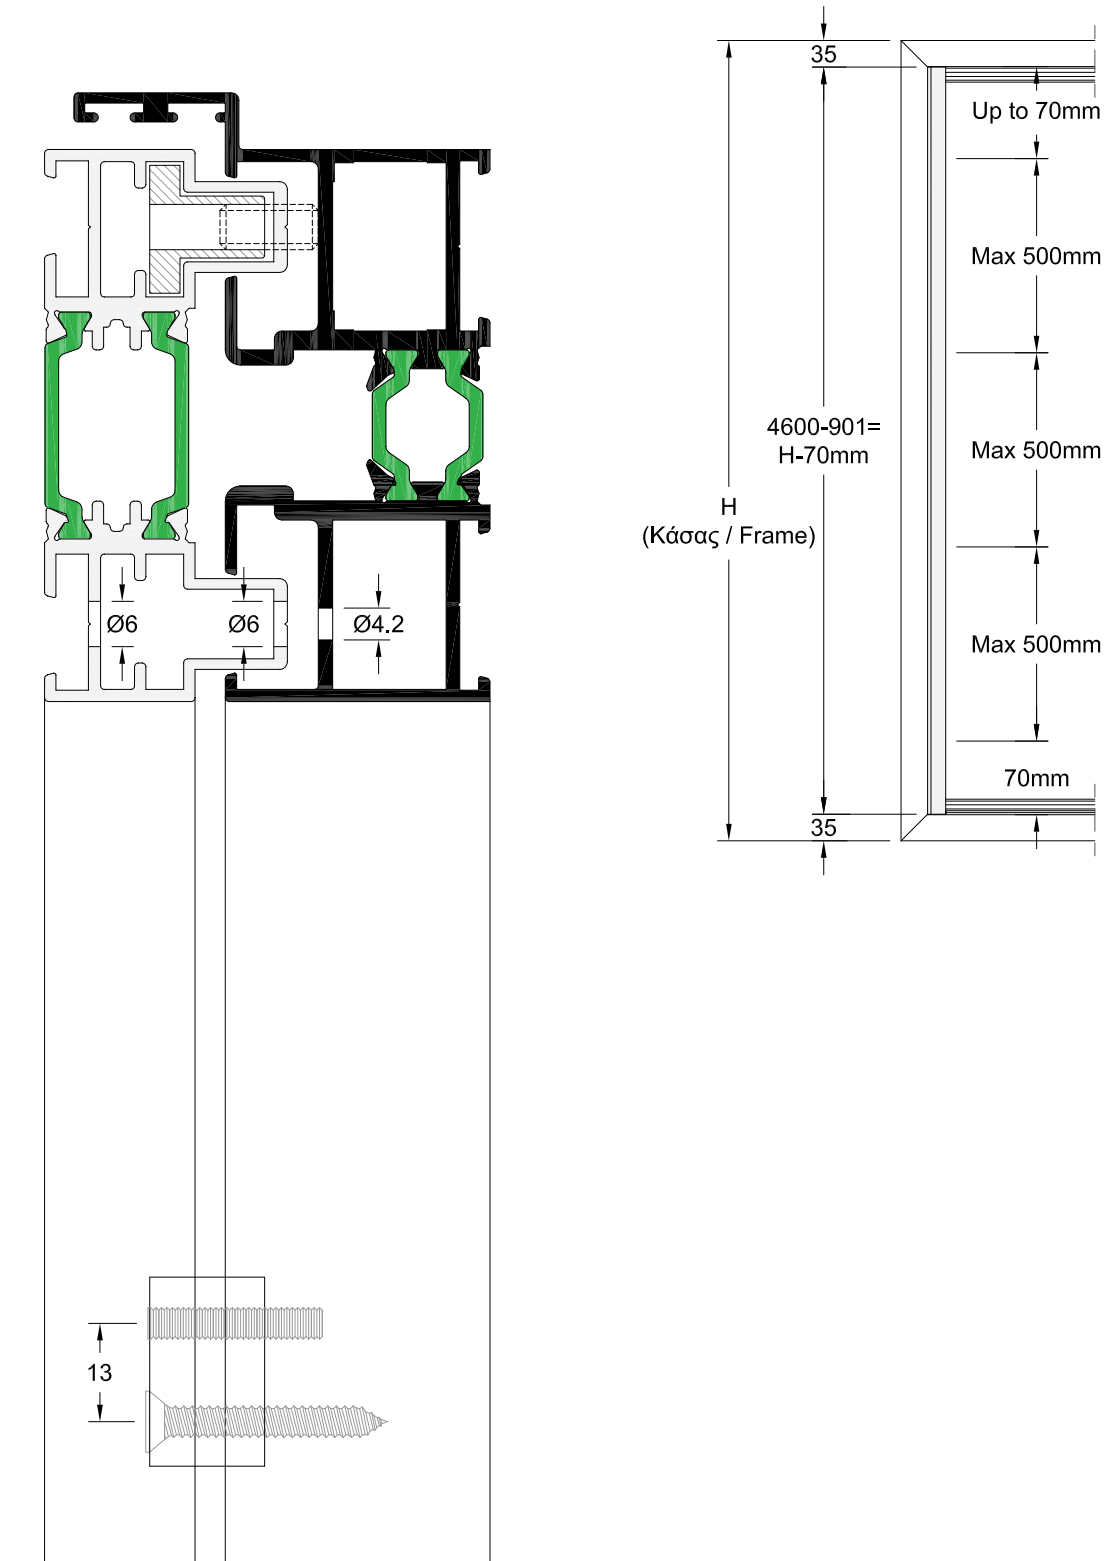 35
Up to 70mm
Max 500mm
4600-901=
H-70mm
Max 500mm
H
(Κάσας / Frame)
Ø6
Ø6
Ø4.2
Max 500mm
70mm
35
13